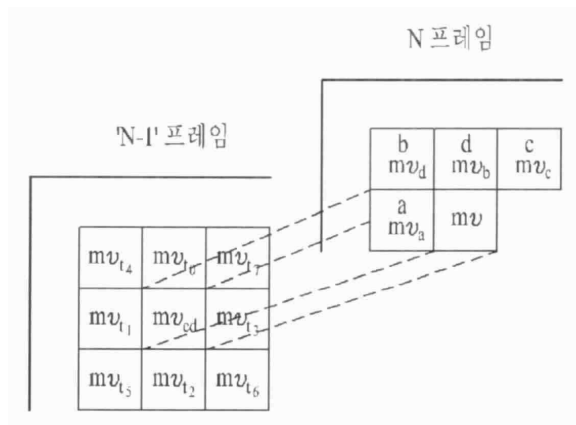 N 프레임
'N-1' 프레임
b d c
mv_d mv_b mv_c
a
mv_a mv
mv_t4 mv_t0 mv_t7
mv_t1 mv_cd mv_t3
mv_t5 mv_t2 mv_t6